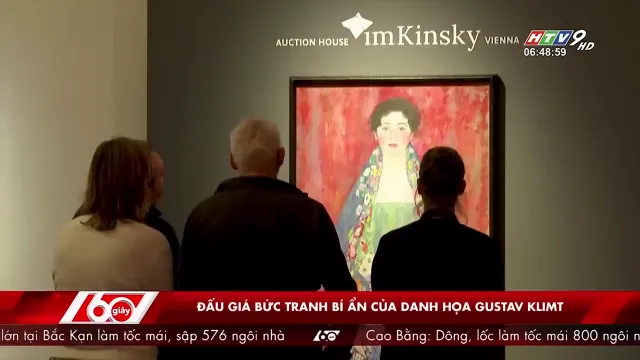 AUCTION HOUSE imKinsky VIENNA
HTV9 HD
06:48:59
60 giây
ĐẤU GIÁ BỨC TRANH BÍ ẨN CỦA DANH HỌA GUSTAV KLIMT
lớn tại Bắc Kạn làm tốc mái, sập 576 ngôi nhà 60 Cao Bằng: Dông, lốc làm tốc mái 800 ngôi n